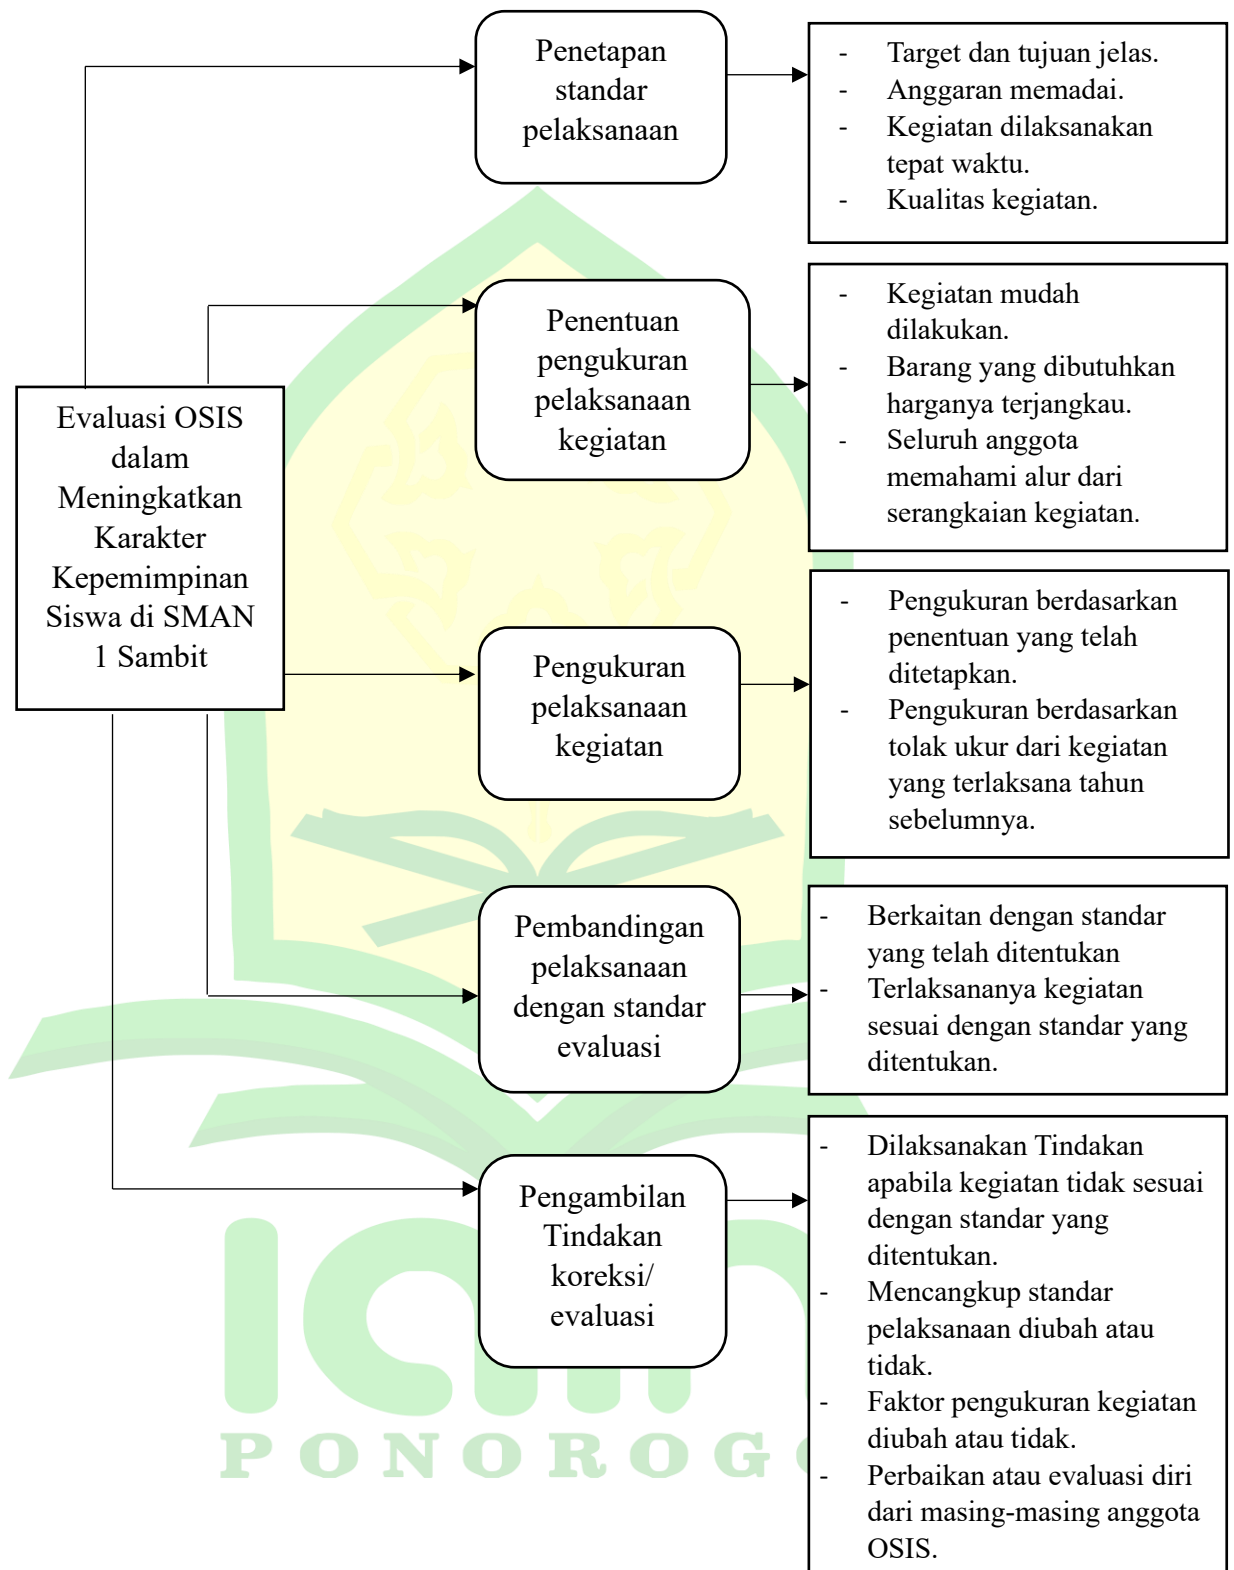 Evaluasi OSIS
dalam
Meningkatkan
Karakter
Kepemimpinan
Siswa di SMAN
1 Sambit
Penetapan
standar
pelaksanaan
- Target dan tujuan jelas.
- Anggaran memadai.
- Kegiatan dilaksanakan
tepat waktu.
- Kualitas kegiatan.
Penentuan
pengukuran
pelaksanaan
kegiatan
- Kegiatan mudah
dilakukan.
- Barang yang dibutuhkan
harganya terjangkau.
- Seluruh anggota
memahami alur dari
serangkaian kegiatan.
Pengukuran
pelaksanaan
kegiatan
- Pengukuran berdasarkan
penentuan yang telah
ditetapkan.
- Pengukuran berdasarkan
tolak ukur dari kegiatan
yang terlaksana tahun
sebelumnya.
Pembandingan
pelaksanaan
dengan standar
evaluasi
- Berkaitan dengan standar
yang telah ditentukan
- Terlaksananya kegiatan
sesuai dengan standar yang
ditentukan.
Pengambilan
Tindakan
koreksi/
evaluasi
- Dilaksanakan Tindakan
apabila kegiatan tidak sesuai
dengan standar yang
ditentukan.
- Mencangkup standar
pelaksanaan diubah atau
tidak.
- Faktor pengukuran kegiatan
diubah atau tidak.
- Perbaikan atau evaluasi diri
dari masing-masing anggota
OSIS.
PONOROG